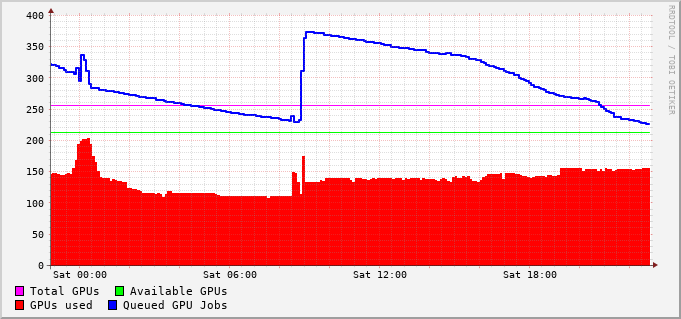 400
350
300
250
200
150
100
50
0
Sat 00:00 Sat 06:00 Sat 12:00 Sat 18:00
Total GPUs Available GPUs
GPUs used Queued GPU Jobs
RRDTOOL / TOBI OETIKER